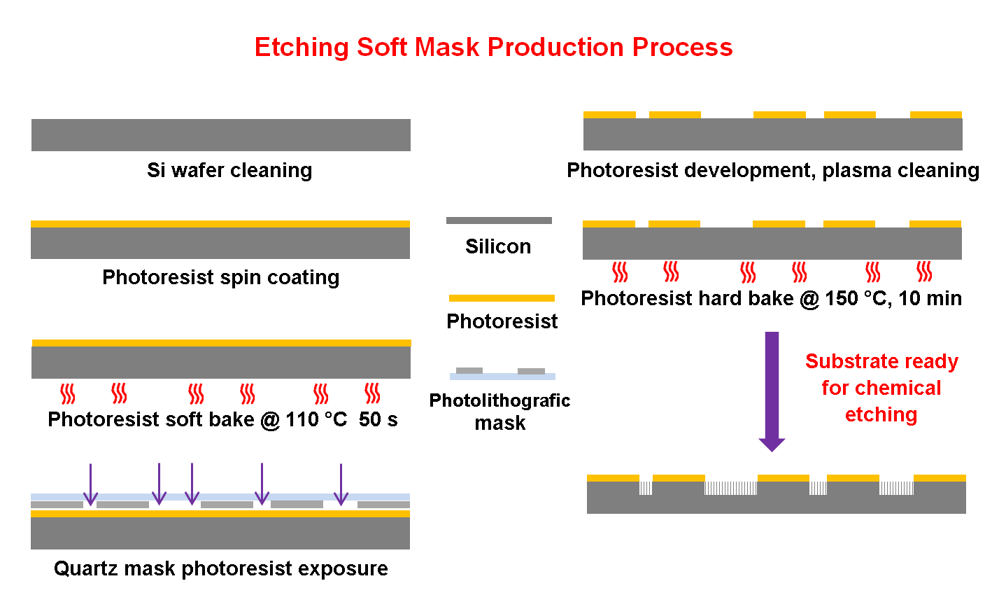 Etching Soft Mask Production Process
Si wafer cleaning
Photoresist spin coating
Photoresist soft bake @ 110 °C  50 s
Quartz mask photoresist exposure
Silicon
Photoresist
Photolithografic
mask
Photoresist development, plasma cleaning
Photoresist hard bake @ 150 °C, 10 min
Substrate ready
for chemical
etching